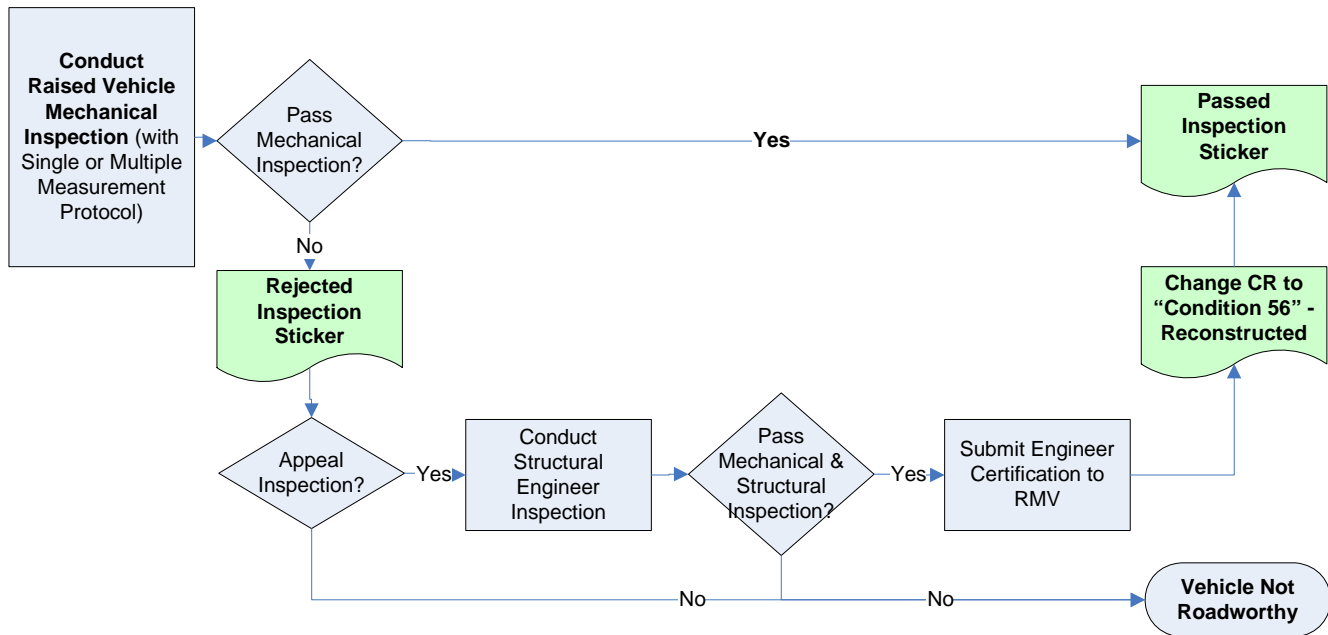 Conduct
Raised Vehicle
Mechanical
Inspection (with
Single or Multiple
Measurement
Protocol)
Pass
Mechanical
Inspection?
Yes
Passed
Inspection
Sticker
No
Rejected
Inspection
Sticker
Change CR to
“Condition 56” -
Reconstructed
Appeal
Inspection?
Yes
Conduct
Structural
Engineer
Inspection
Pass
Mechanical &
Structural
Inspection?
Yes
Submit Engineer
Certification to
RMV
No
No
Vehicle Not
Roadworthy